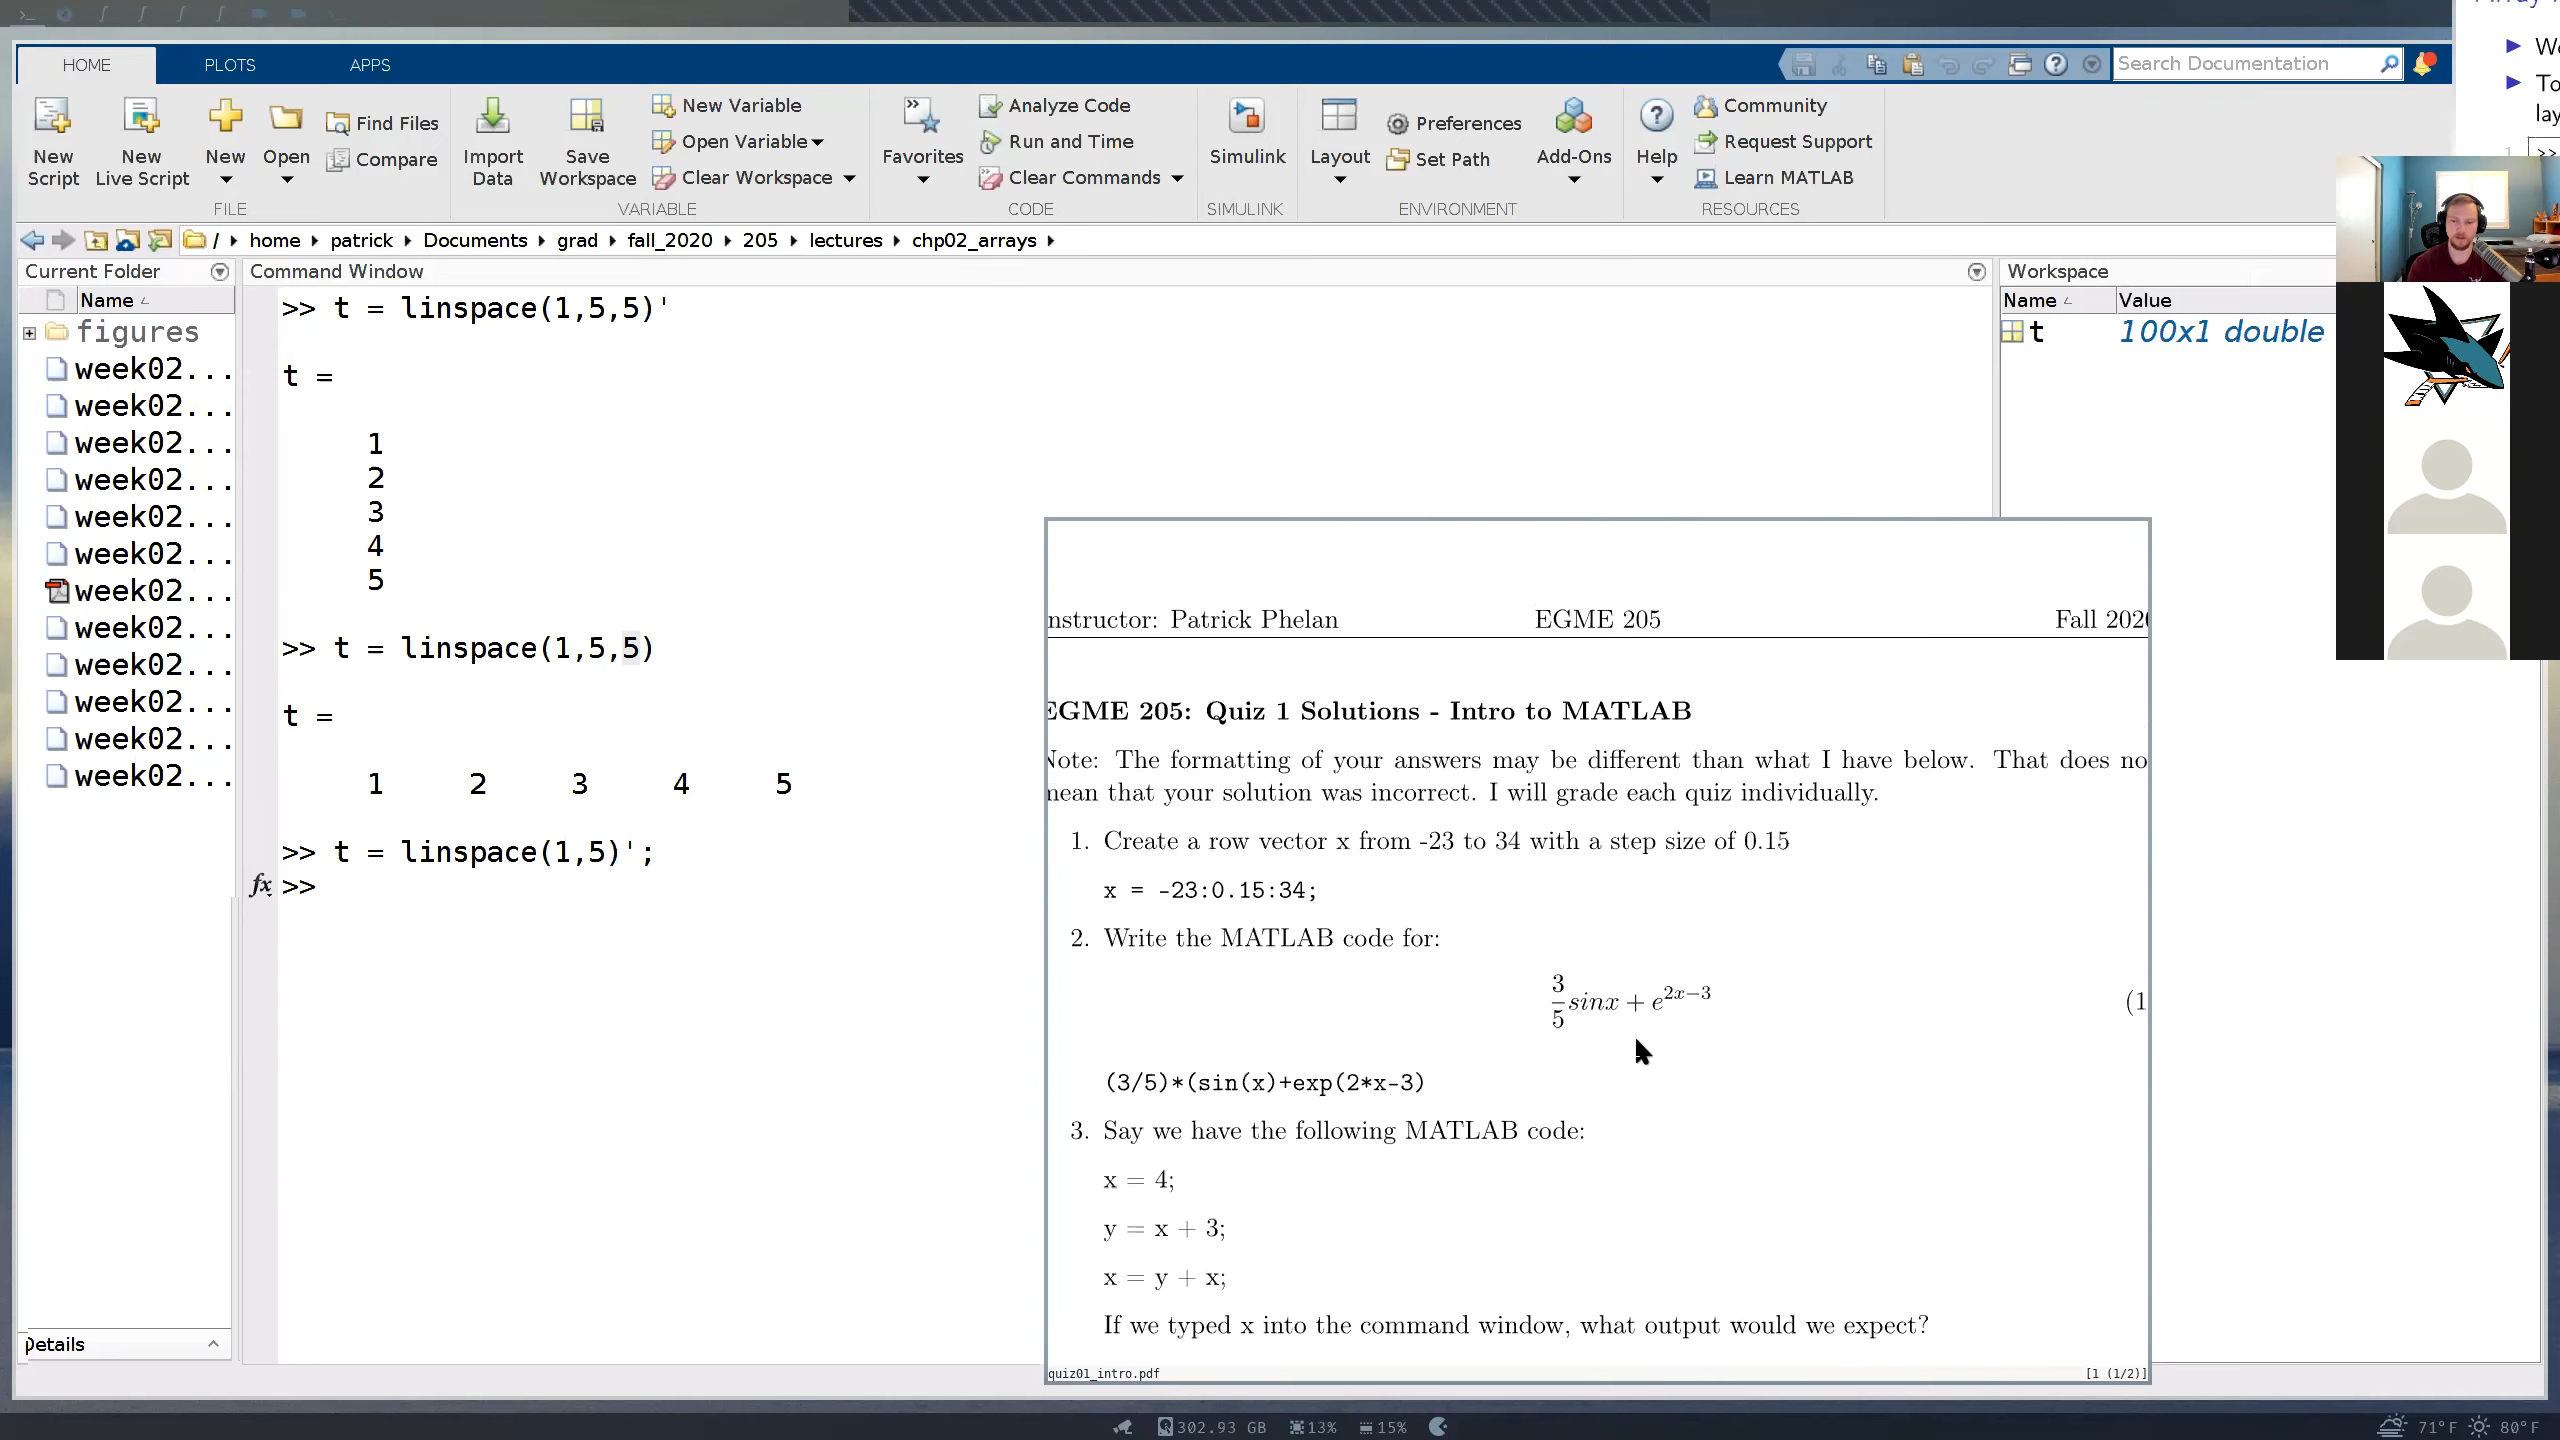 HOME PLOTS APPS
Search Documentation
New Script
New Live Script
New
Open
Find Files
Compare
FILE
Import Data
Save Workspace
New Variable
Open Variable
Clear Workspace
VARIABLE
Favorites
Analyze Code
Run and Time
Clear Commands
CODE
Simulink
SIMULINK
Layout
Preferences
Set Path
Add-Ons
ENVIRONMENT
Help
Community
Request Support
Learn MATLAB
RESOURCES
/ home patrick Documents grad fall_2020 205 lectures chp02_arrays
Current Folder
Name
figures
week02...
week02...
week02...
week02...
week02...
week02...
week02...
week02...
week02...
week02...
week02...
week02...
Details
Command Window
>> t = linspace(1,5,5)'
t =
1
2
3
4
5
>> t = linspace(1,5,5)
t =
1 2 3 4 5
>> t = linspace(1,5)';
fx >>
Workspace
Name Value
t 100x1 double
nstructor: Patrick Phelan EGME 205 Fall 2020
EGME 205: Quiz 1 Solutions - Intro to MATLAB
Note: The formatting of your answers may be different than what I have below. That does no
mean that your solution was incorrect. I will grade each quiz individually.
1. Create a row vector x from -23 to 34 with a step size of 0.15
x = -23:0.15:34;
2. Write the MATLAB code for:
3/5 sinx + e^{2x−3} (1
(3/5)*(sin(x)+exp(2*x-3)
3. Say we have the following MATLAB code:
x = 4;
y = x + 3;
x = y + x;
If we typed x into the command window, what output would we expect?
quiz01_intro.pdf [1 (1/2)]
To
lay
1 >>
302.93 GB 13% 15%
71°F 80°F